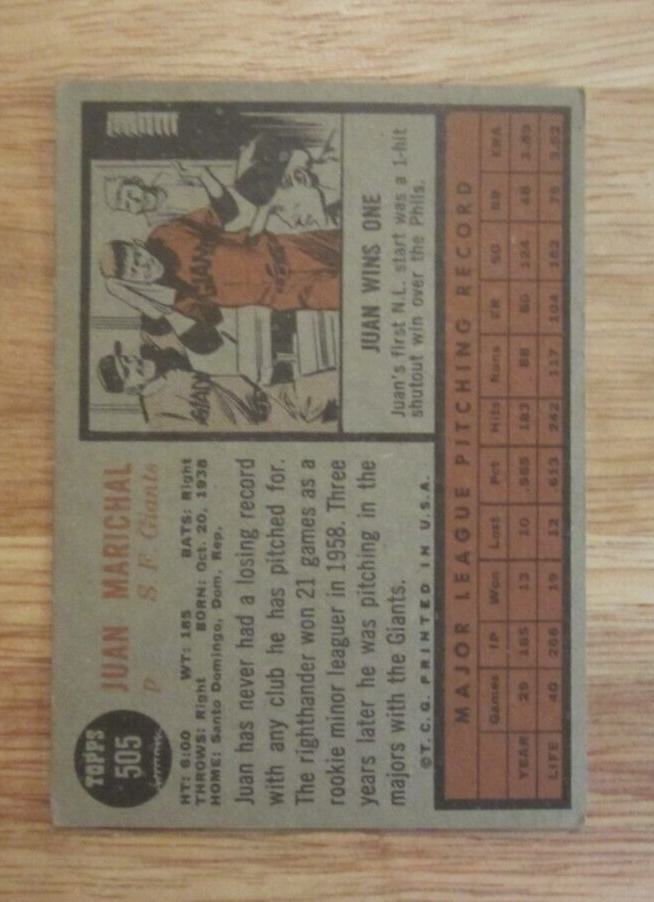 TOPPS
505
JUAN MARICHAL
P S F Giants
HT: 6:00 WT: 185 BATS: Right
THROWS: Right BORN: Oct. 20, 1938
HOME: Santo Domingo, Dom, Rep.
Juan has never had a losing record
with any club he has pitched for.
The righthander won 21 games as a
rookie minor leaguer in 1958. Three
years later he was pitching in the
majors with the Giants.
©T.C.G. PRINTED IN U.S.A.
GIAN
GIANT
JUAN WINS ONE
Juan's first N.L. start was a 1-hit
shutout win over the Phils.
MAJOR LEAGUE PITCHING RECORD
Games IP Won Lost Pct Hits Runs ER SO BB ERA
YEAR 29 185 13 10 .565 183 88 80 124 48 3.89
LIFE 40 266 19 12 .613 242 117 104 182 76 3.52